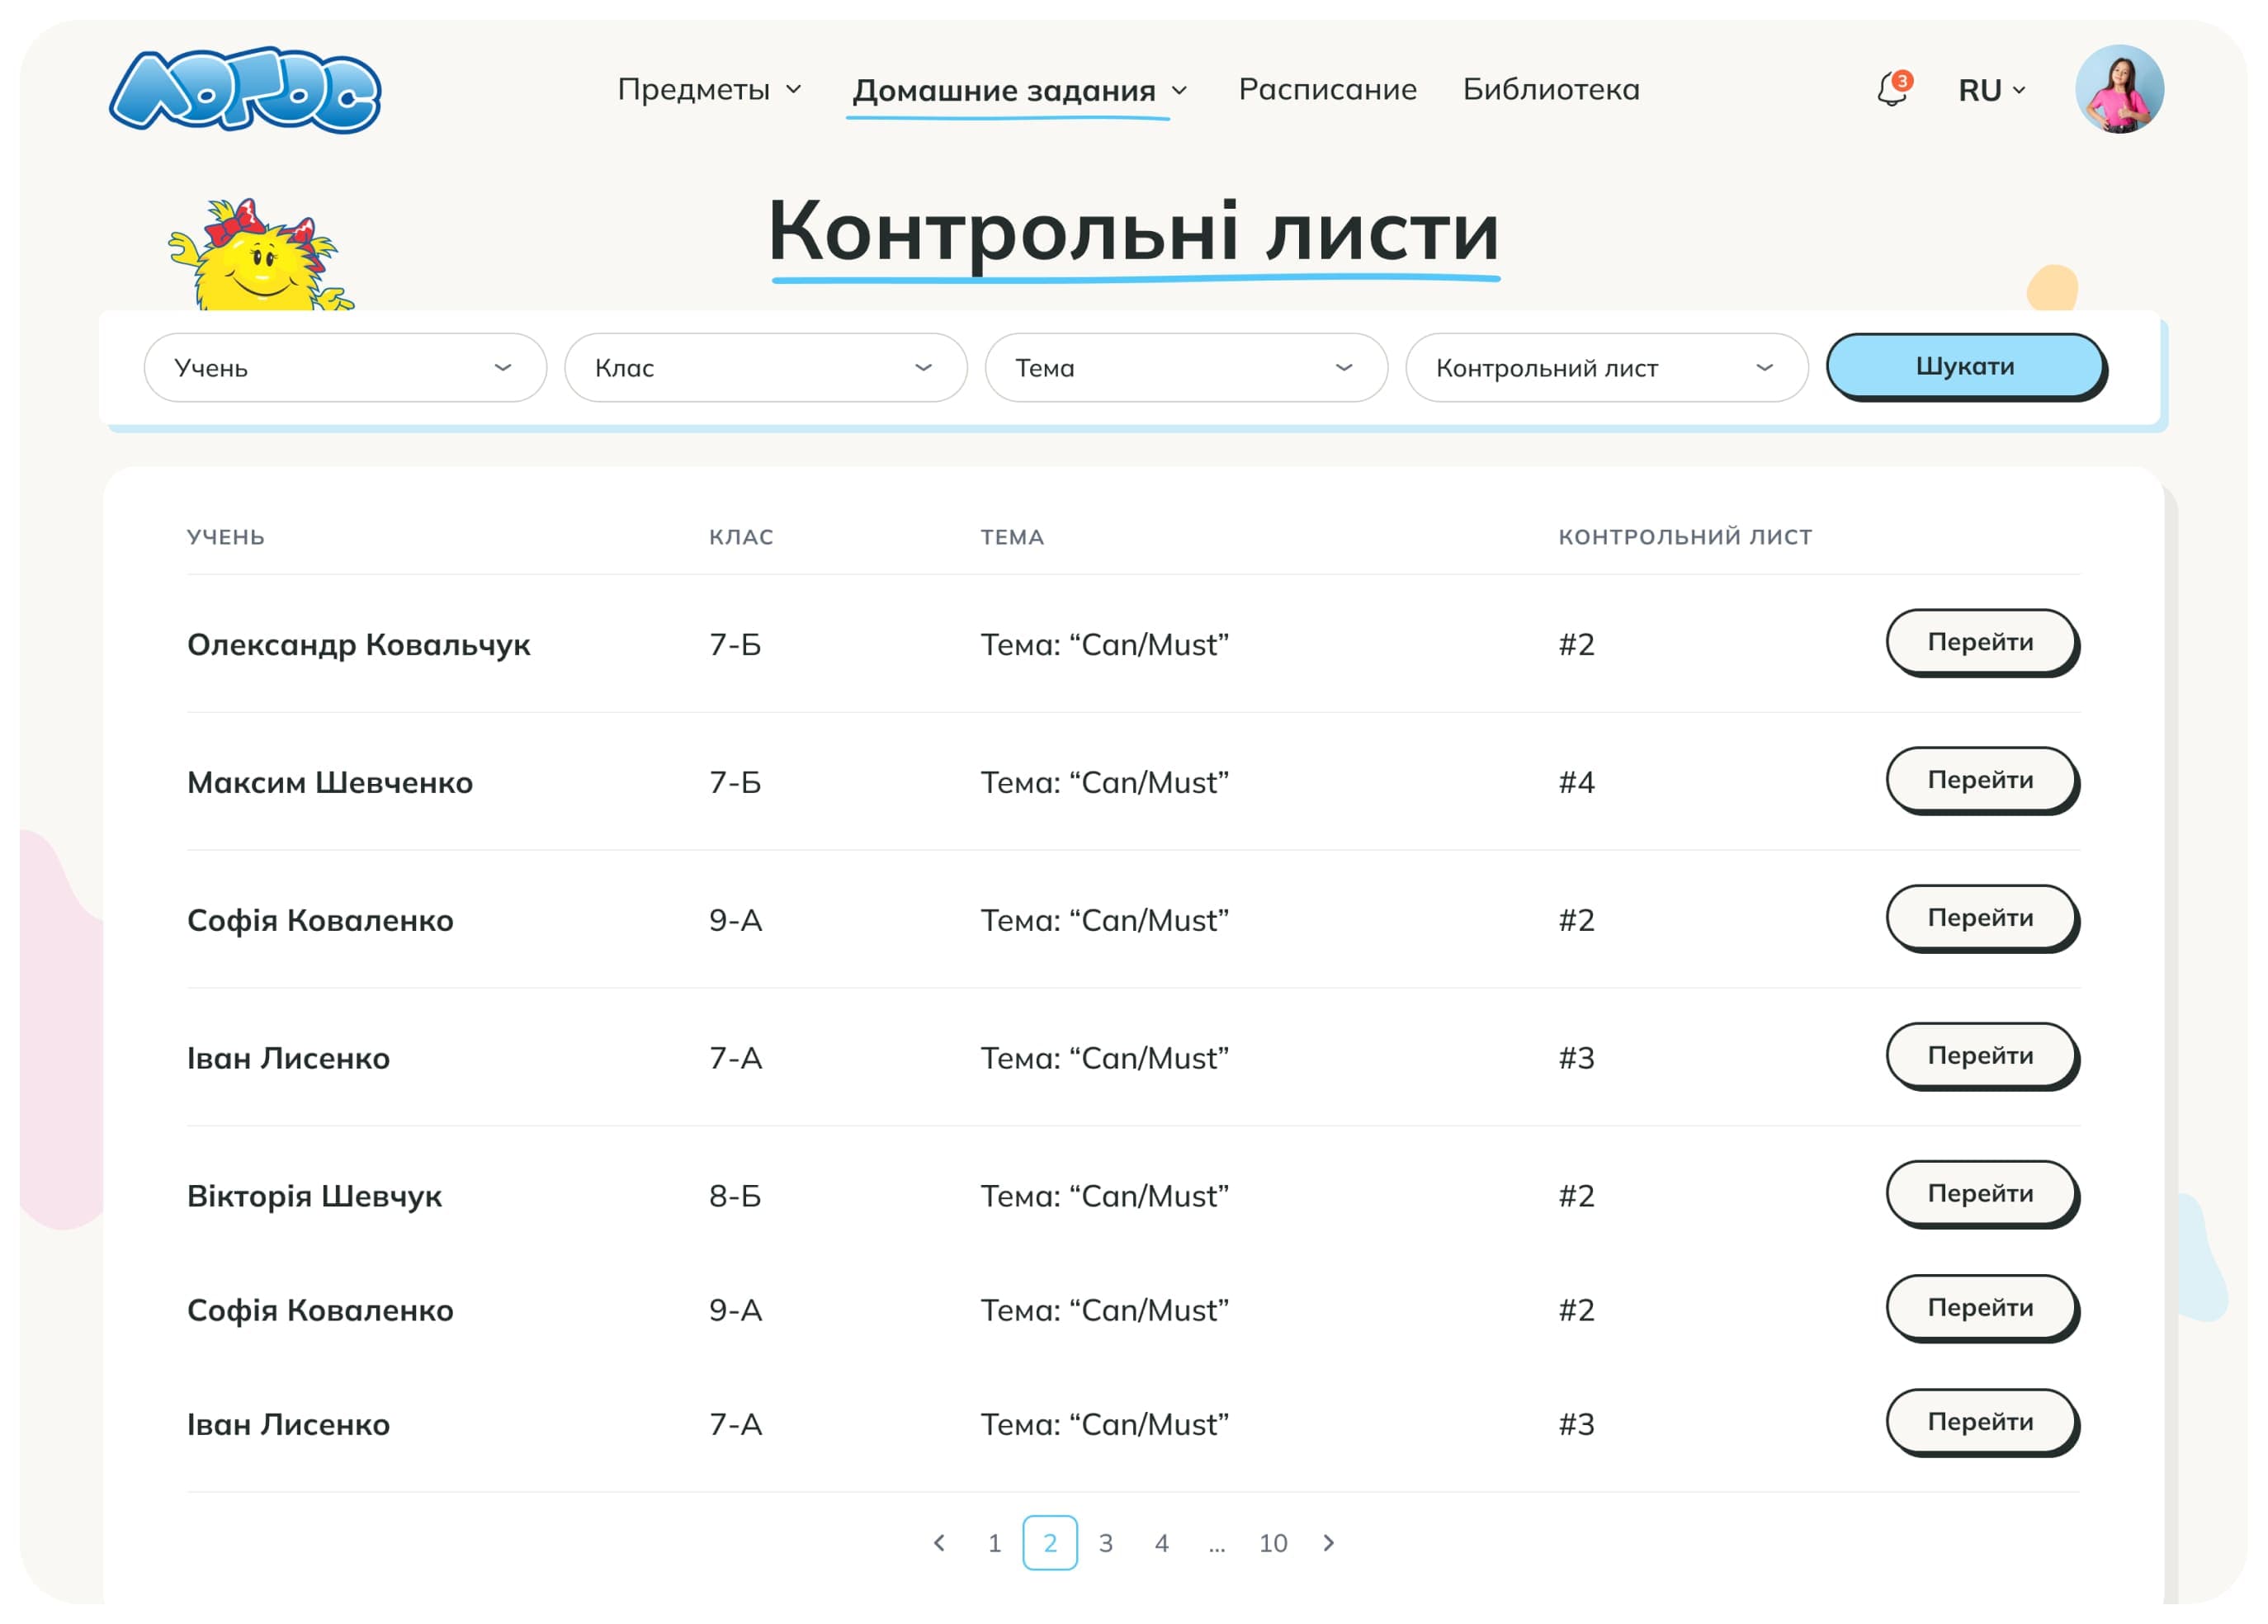 ЛОГОС
Предметы Домашние задания Расписание Библиотека 3 RU
Контрольні листи
Учень Клас Тема Контрольний лист Шукати
УЧЕНЬ КЛАС ТЕМА КОНТРОЛЬНИЙ ЛИСТ
Олександр Ковальчук 7-Б Тема: “Can/Must” #2 Перейти
Максим Шевченко 7-Б Тема: “Can/Must” #4 Перейти
Софія Коваленко 9-А Тема: “Can/Must” #2 Перейти
Іван Лисенко 7-А Тема: “Can/Must” #3 Перейти
Вікторія Шевчук 8-Б Тема: “Can/Must” #2 Перейти
Софія Коваленко 9-А Тема: “Can/Must” #2 Перейти
Іван Лисенко 7-А Тема: “Can/Must” #3 Перейти
1 2 3 4 ... 10